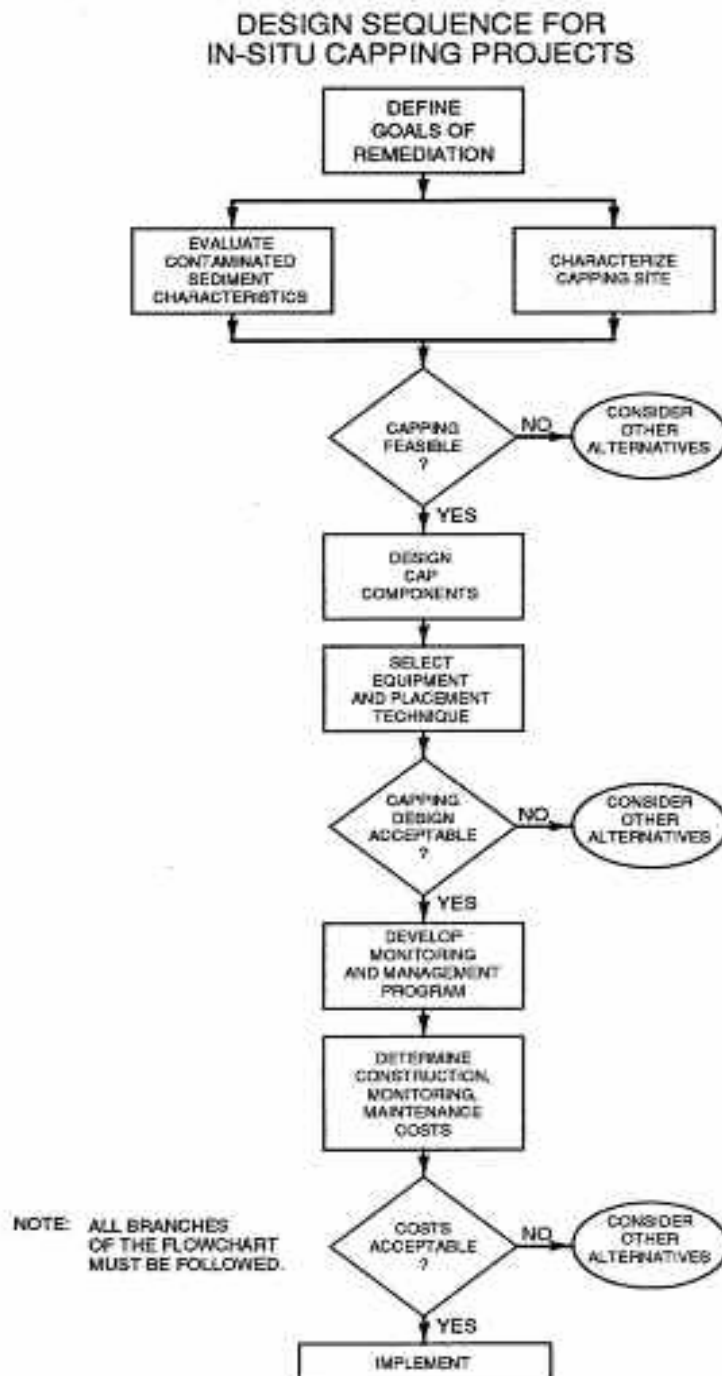 DESIGN SEQUENCE FOR
IN-SITU CAPPING PROJECTS
DEFINE
GOALS OF
REMEDIATION
EVALUATE
CONTAMINATED
SEDIMENT
CHARACTERISTICS
CHARACTERIZE
CAPPING SITE
CAPPING
FEASIBLE
?
NO
CONSIDER
OTHER
ALTERNATIVES
YES
DESIGN
CAP
COMPONENTS
SELECT
EQUIPMENT
AND PLACEMENT
TECHNIQUE
CAPPING
DESIGN
ACCEPTABLE
?
NO
CONSIDER
OTHER
ALTERNATIVES
YES
DEVELOP
MONITORING
AND MANAGEMENT
PROGRAM
DETERMINE
CONSTRUCTION,
MONITORING,
MAINTENANCE
COSTS
NOTE: ALL BRANCHES
OF THE FLOWCHART
MUST BE FOLLOWED.
COSTS
ACCEPTABLE
?
NO
CONSIDER
OTHER
ALTERNATIVES
YES
IMPLEMENT